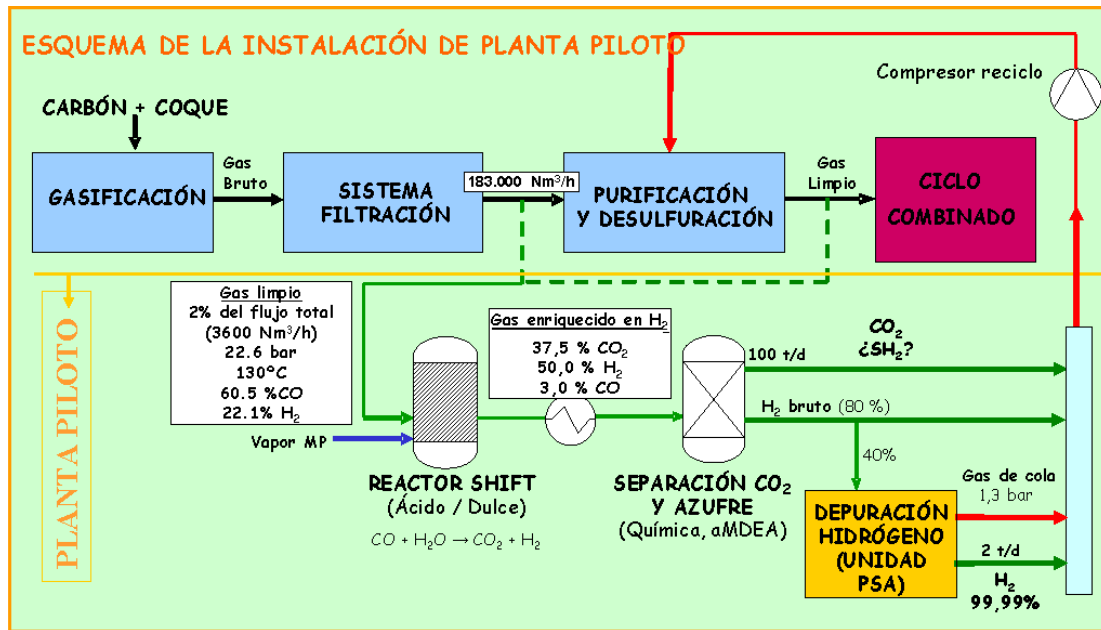 ESQUEMA DE LA INSTALACIÓN DE PLANTA PILOTO
Compresor reciclo
CARBÓN + COQUE
GASIFICACIÓN
Gas
Bruto
SISTEMA
FILTRACIÓN
183.000 Nm³/h
PURIFICACIÓN
Y DESULFURACIÓN
Gas
Limpio
CICLO
COMBINADO
PLANTA PILOTO
Gas limpio
2% del flujo total
(3600 Nm³/h)
22.6 bar
130ºC
60.5 %CO
22.1% H₂
Vapor MP
REACTOR SHIFT
(Ácido / Dulce)
CO + H₂O → CO₂ + H₂
Gas enriquecido en H₂
37,5 % CO₂
50,0 % H₂
3,0 % CO
SEPARACIÓN CO₂
Y AZUFRE
(Química, aMDEA)
100 t/d
CO₂
¿SH₂?
H₂ bruto (80 %)
40%
DEPURACIÓN
HIDRÓGENO
(UNIDAD
PSA)
Gas de cola
1,3 bar
2 t/d
H₂
99,99%